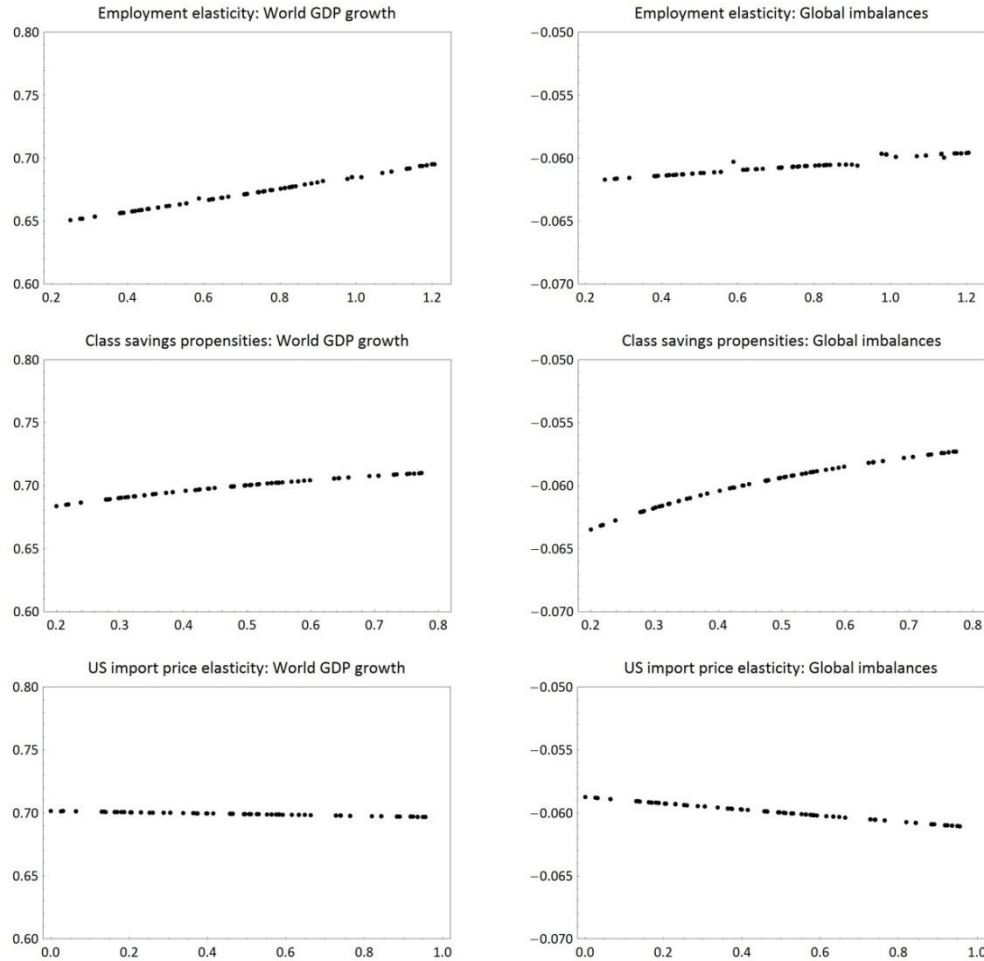 Employment elasticity: World GDP growth
0.80
0.75
0.70
0.65
0.60
0.2 0.4 0.6 0.8 1.0 1.2
Employment elasticity: Global imbalances
−0.050
−0.055
−0.060
−0.065
−0.070
0.2 0.4 0.6 0.8 1.0 1.2
Class savings propensities: World GDP growth
0.80
0.75
0.70
0.65
0.60
0.2 0.3 0.4 0.5 0.6 0.7 0.8
Class savings propensities: Global imbalances
−0.050
−0.055
−0.060
−0.065
−0.070
0.2 0.3 0.4 0.5 0.6 0.7 0.8
US import price elasticity: World GDP growth
0.80
0.75
0.70
0.65
0.60
0.0 0.2 0.4 0.6 0.8 1.0
US import price elasticity: Global imbalances
−0.050
−0.055
−0.060
−0.065
−0.070
0.0 0.2 0.4 0.6 0.8 1.0